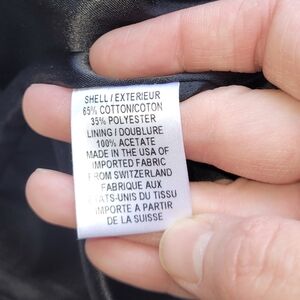 SHELL / EXTERIEUR
65% COTTON/COTON
35% POLYESTER
LINING / DOUBLURE
100% ACETATE
MADE IN THE USA OF
IMPORTED FABRIC
FROM SWITZERLAND
FABRIQUE AUX
ETATS-UNIS DU TISSU
IMPORTE A PARTIR
DE LA SUISSE